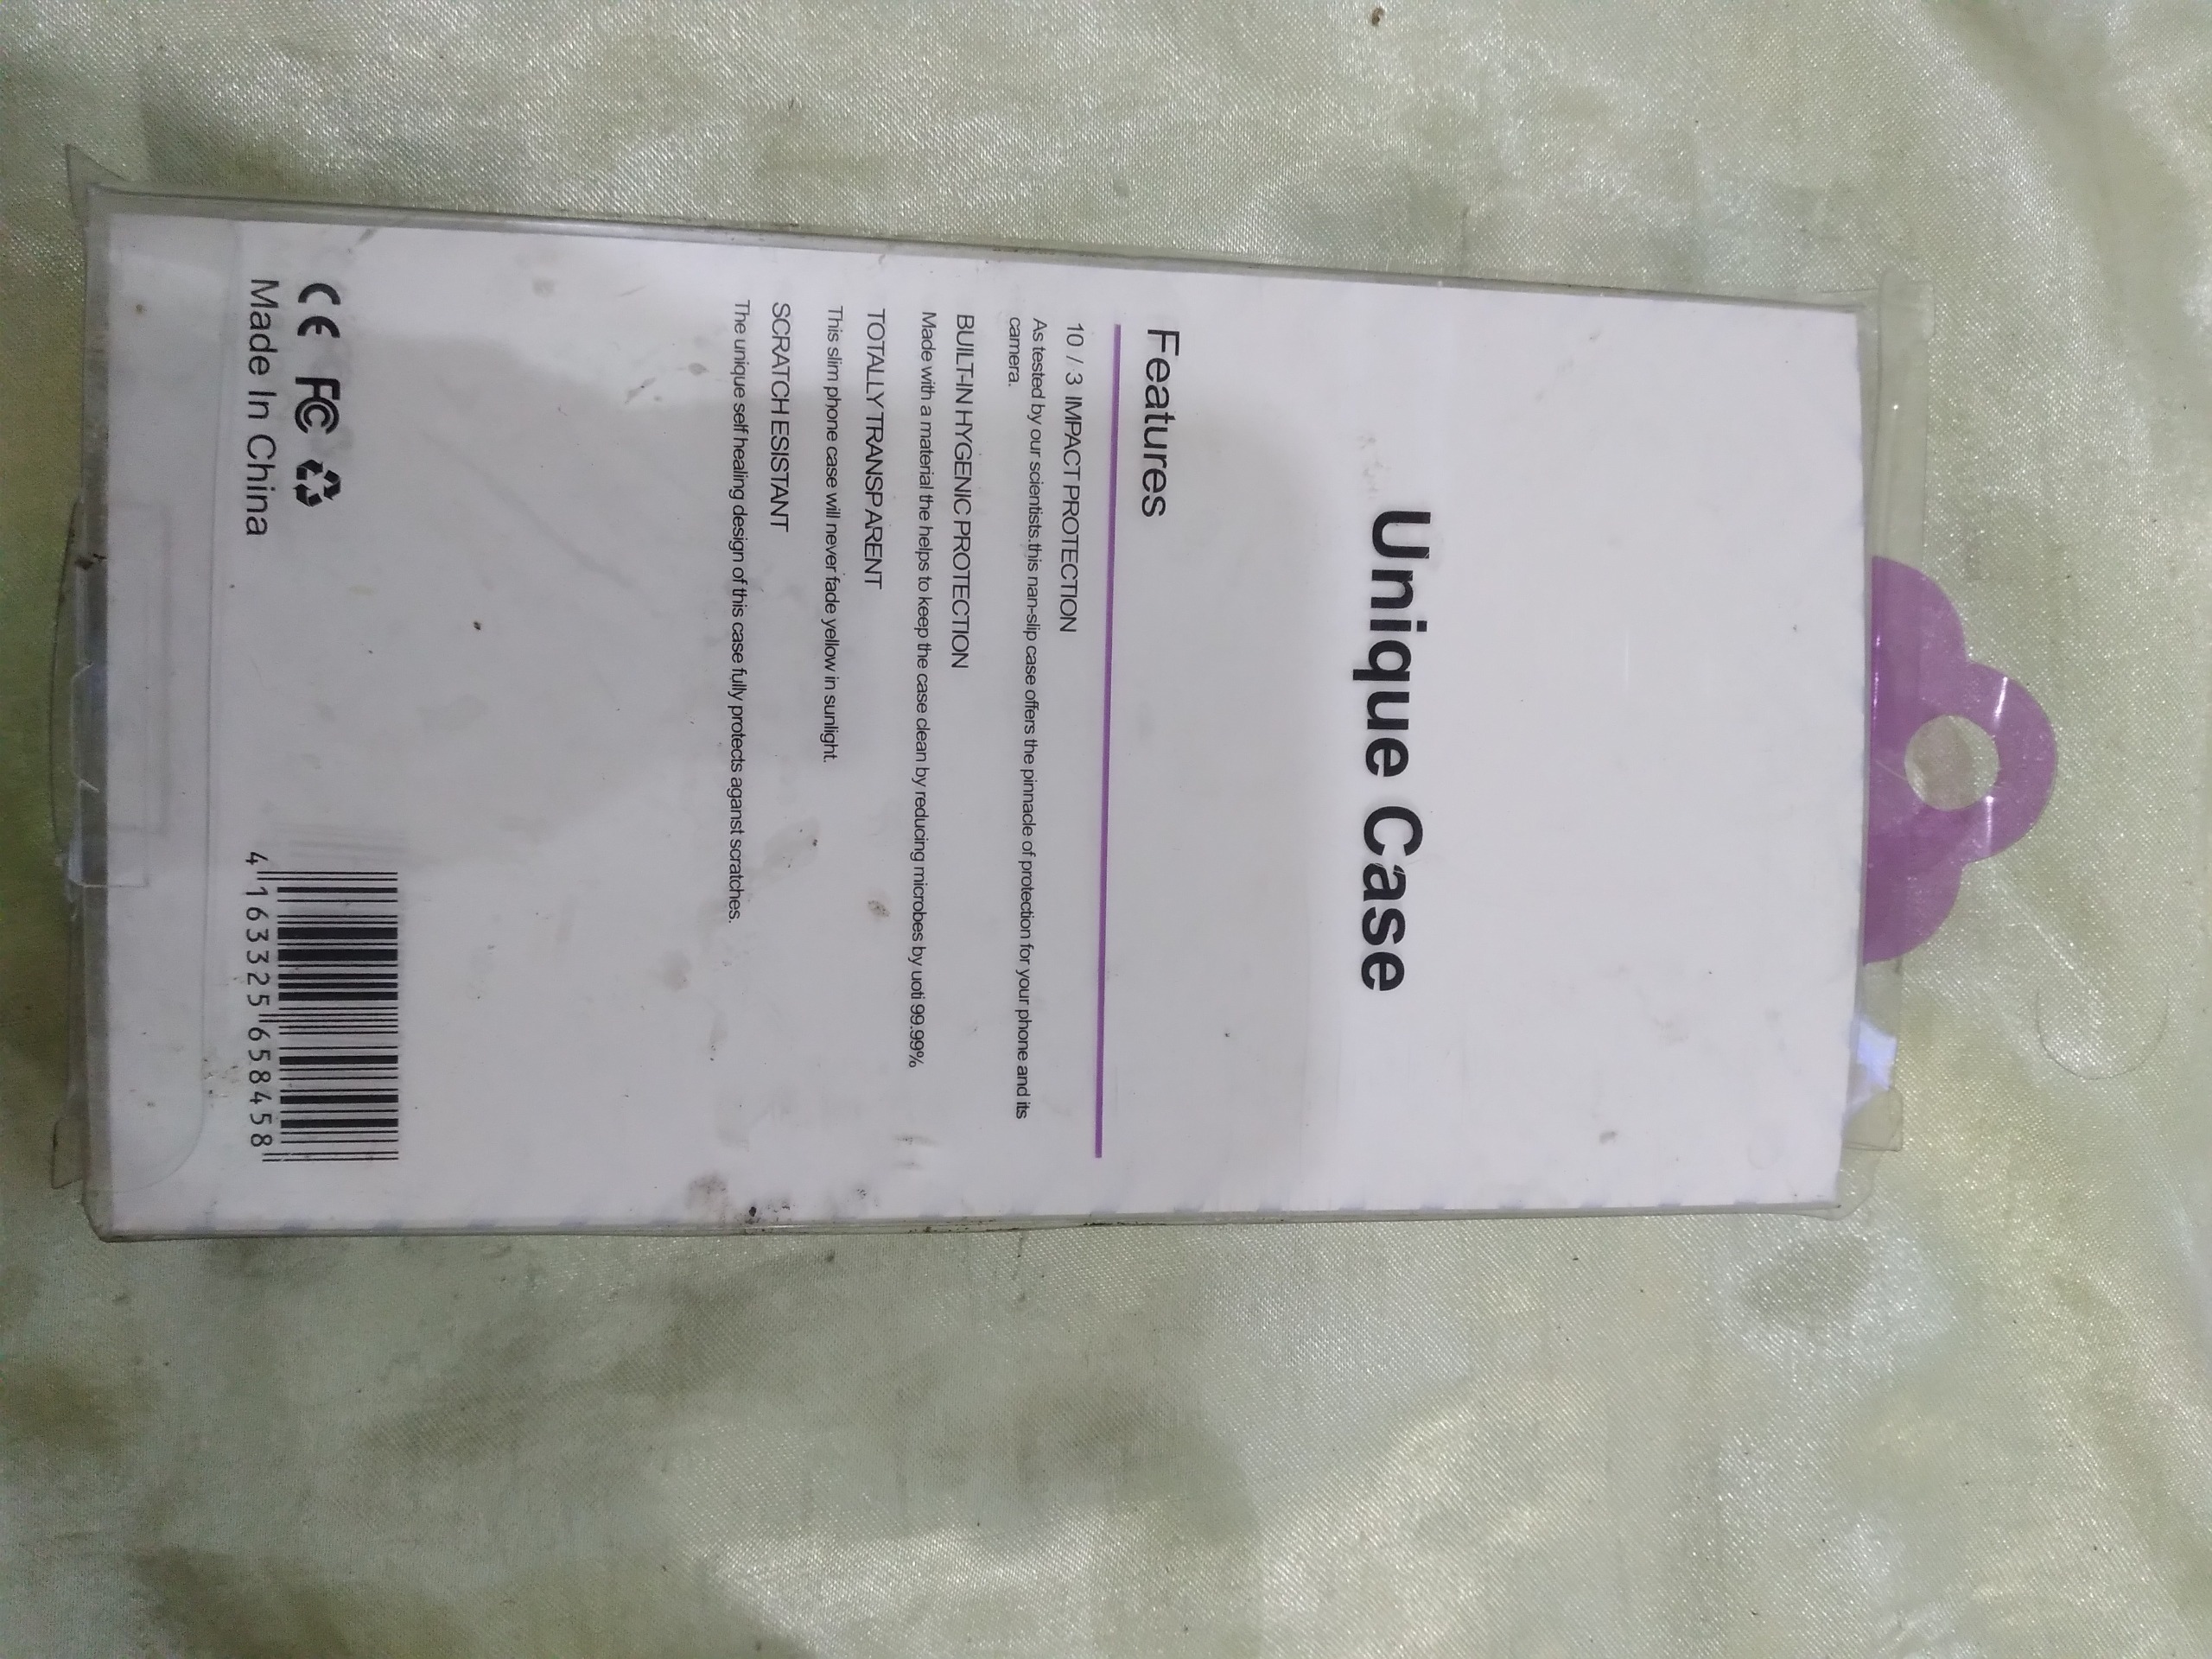 Unique Case
Features
10 / 3 IMPACT PROTECTION
As tested by our scientists.this nan-slip case offers the pinnacle of protection for your phone and its
camera.
BUILT-IN HYGENIC PROTECTION
Made with a material the helps to keep the case clean by reducing microbes by uoti 99.99%
TOTALLY TRANSPARENT
This slim phone case will never fade yellow in sunlight.
SCRATCH ESISTANT
The unique self healing design of this case fully protects aganst scratches.
CE FC
Made In China
4 163325 658458